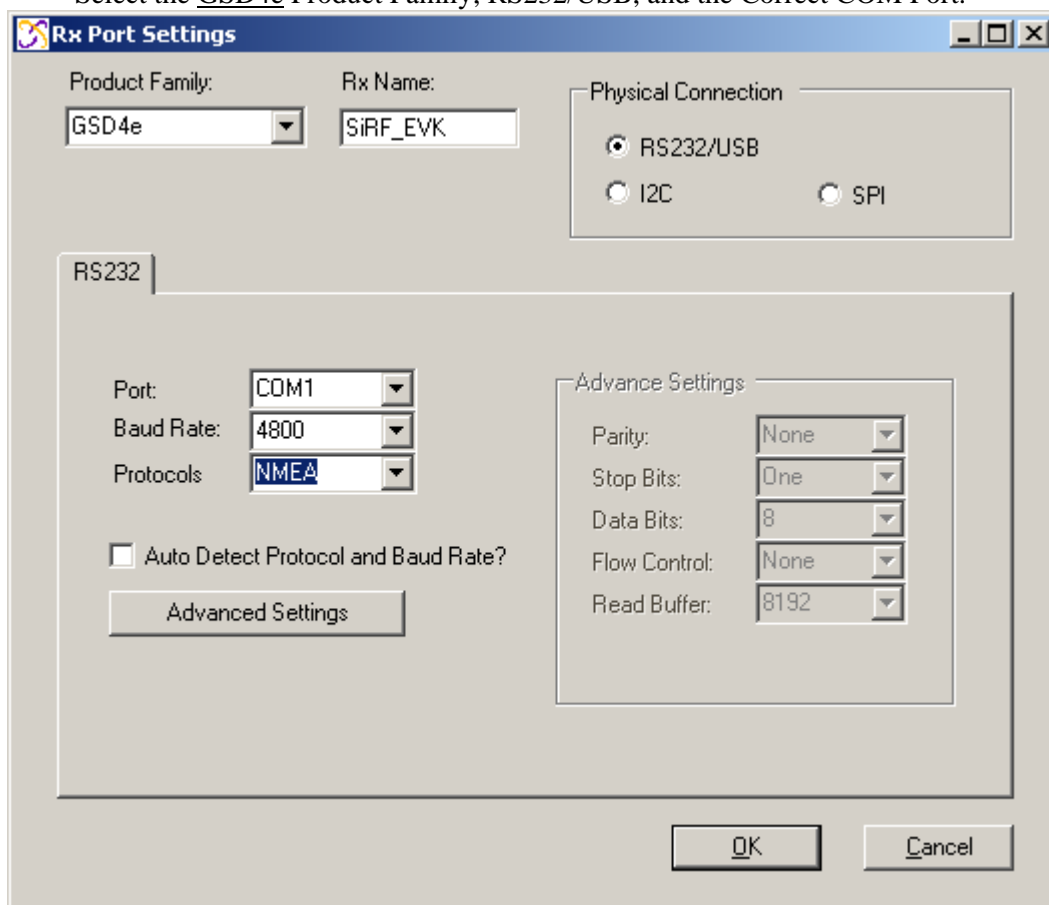 Select the GSD4e Product Family, RS232/USB, and the Correct COM Port.
Rx Port Settings
Product Family:
GSD4e
Rx Name:
SiRF_EVK
Physical Connection
RS232/USB
I2C
SPI
RS232
Port:
COM1
Baud Rate:
4800
Protocols
NMEA
Auto Detect Protocol and Baud Rate?
Advanced Settings
Advance Settings
Parity:
None
Stop Bits:
One
Data Bits:
8
Flow Control:
None
Read Buffer:
8192
OK
Cancel